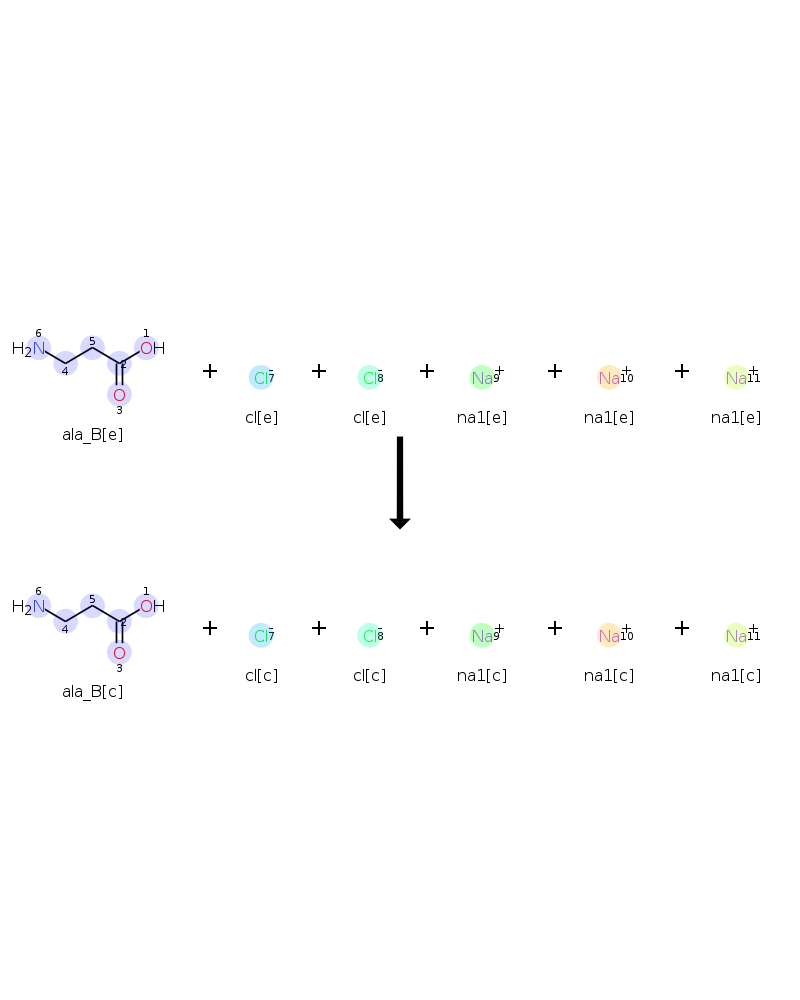 6 5 1
H2N OH
4 2
O
3
+ Cl-7 + Cl-8 + Na+9 + Na+10 + Na+11
ala_B[e] cl[e] cl[e] na1[e] na1[e] na1[e]
6 5 1
H2N OH
4 2
O
3
+ Cl-7 + Cl-8 + Na+9 + Na+10 + Na+11
ala_B[c] cl[c] cl[c] na1[c] na1[c] na1[c]